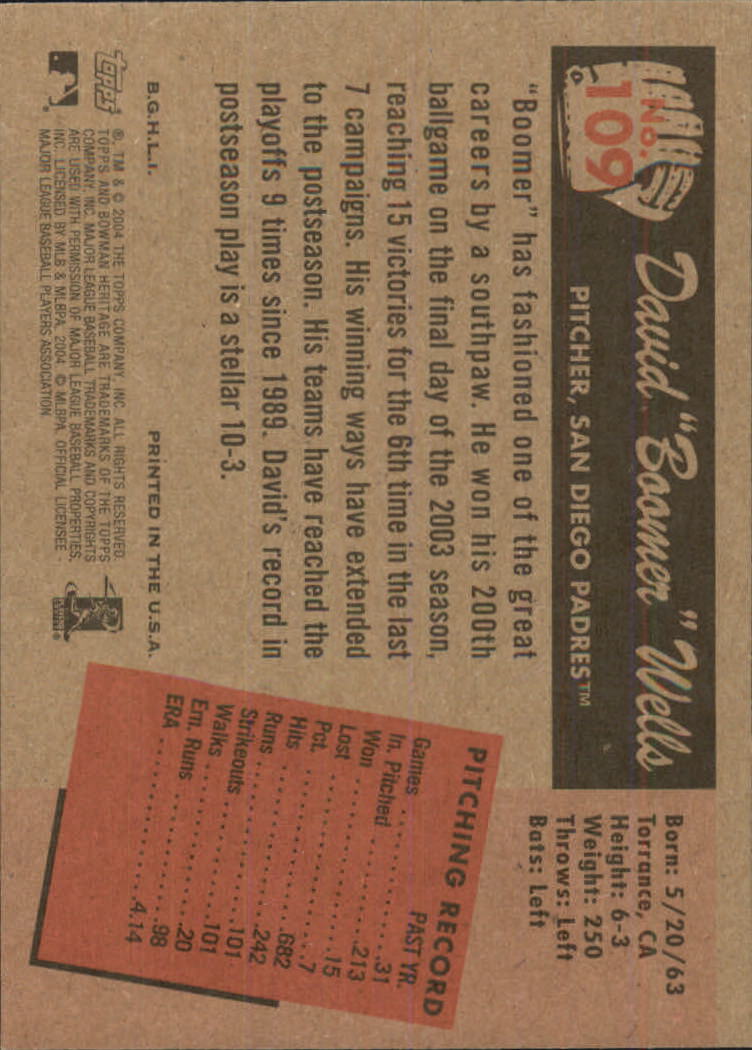 No.
109
David "Boomer" Wells
PITCHER, SAN DIEGO PADRES™
Born: 5/20/63
Torrance, CA
Height: 6-3
Weight: 250
Throws: Left
Bats: Left
"Boomer" has fashioned one of the great
careers by a southpaw. He won his 200th
ballgame on the final day of the 2003 season,
reaching 15 victories for the 6th time in the last
7 campaigns. His winning ways have extended
to the postseason. His teams have reached the
playoffs 9 times since 1989. David's record in
postseason play is a stellar 10-3.
PITCHING RECORD
PAST YR.
Games . . . . . . . . . . . .31
In. Pitched . . . . . . . . .213
Won . . . . . . . . . . . . .15
Lost . . . . . . . . . . . . .7
Pct. . . . . . . . . . . . .682
Hits . . . . . . . . . . . .242
Runs . . . . . . . . . . . .101
Strikeouts . . . . . . . . .101
Walks . . . . . . . . . . . .20
Ern. Runs . . . . . . . . . .98
ERA . . . . . . . . . . . .4.14
B.G.H.L.I.
PRINTED IN THE U.S.A.
Topps
®, TM & © 2004 THE TOPPS COMPANY, INC. ALL RIGHTS RESERVED.
TOPPS AND BOWMAN HERITAGE ARE TRADEMARKS OF THE TOPPS
COMPANY, INC. MAJOR LEAGUE BASEBALL TRADEMARKS AND COPYRIGHTS
ARE USED WITH PERMISSION OF MAJOR LEAGUE BASEBALL PROPERTIES,
INC. LICENSED BY MLB & MLBPA, 2004. © MLBPA. OFFICIAL LICENSEE -
MAJOR LEAGUE BASEBALL PLAYERS ASSOCIATION.